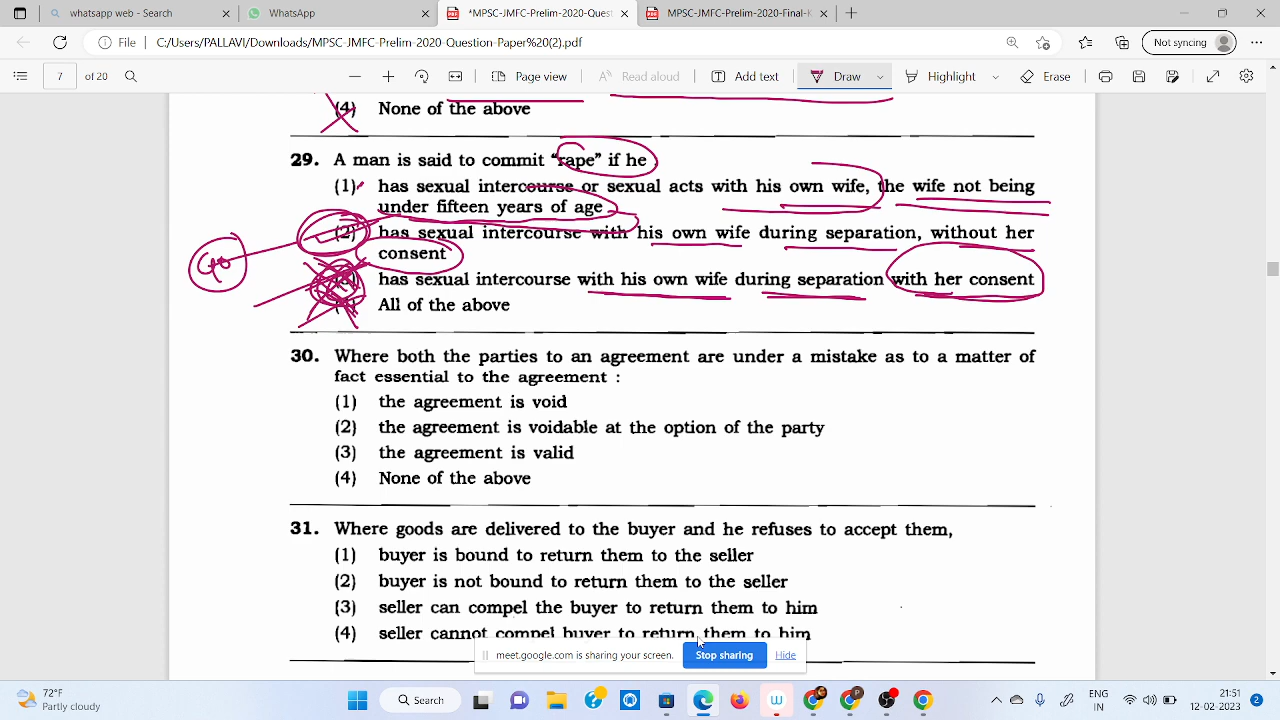 whatsapp web - Search
WhatsApp
*MPSC-JMFC-Prelim-2020-Quest
MPSC-JMFC-Prelim-2020-Final-K
File
C:/Users/PALLAVI/Downloads/MPSC-JMFC-Prelim-2020-Question-Paper%20(2).pdf
Not syncing
7 of 20
Page view
Read aloud
Add text
Draw
Highlight
Erase
(4) None of the above
29. A man is said to commit “rape” if he
(1) has sexual intercourse or sexual acts with his own wife, the wife not being
under fifteen years of age
(2) has sexual intercourse with his own wife during separation, without her
consent
has sexual intercourse with his own wife during separation with her consent
All of the above
30. Where both the parties to an agreement are under a mistake as to a matter of
fact essential to the agreement :
(1) the agreement is void
(2) the agreement is voidable at the option of the party
(3) the agreement is valid
(4) None of the above
31. Where goods are delivered to the buyer and he refuses to accept them,
(1) buyer is bound to return them to the seller
(2) buyer is not bound to return them to the seller
(3) seller can compel the buyer to return them to him
(4) seller cannot compel buyer to return them to him
meet.google.com is sharing your screen.
Stop sharing
Hide
72°F
Partly cloudy
Search
ENG
IN
21:51
12-02-2023
2